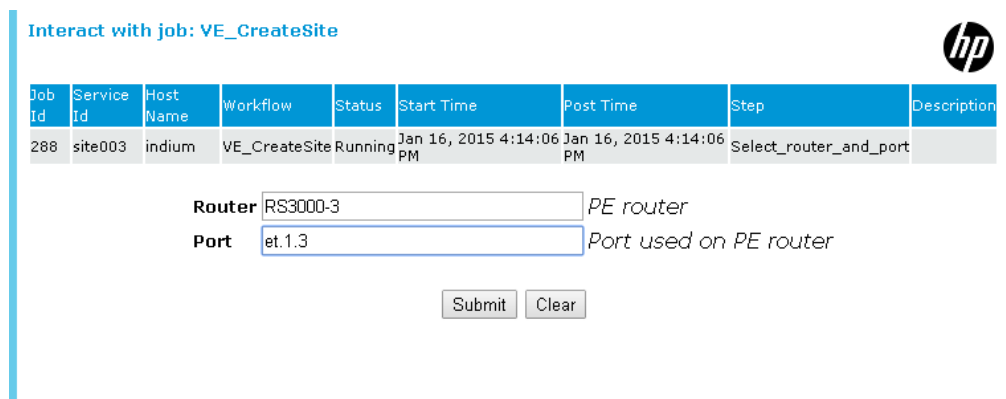 Interact with job: VE_CreateSite
hp
Job Id Service Id Host Name Workflow Status Start Time Post Time Step Description
288 site003 indium VE_CreateSite Running Jan 16, 2015 4:14:06 PM Jan 16, 2015 4:14:06 PM Select_router_and_port
Router RS3000-3 PE router
Port et.1.3 Port used on PE router
Submit Clear